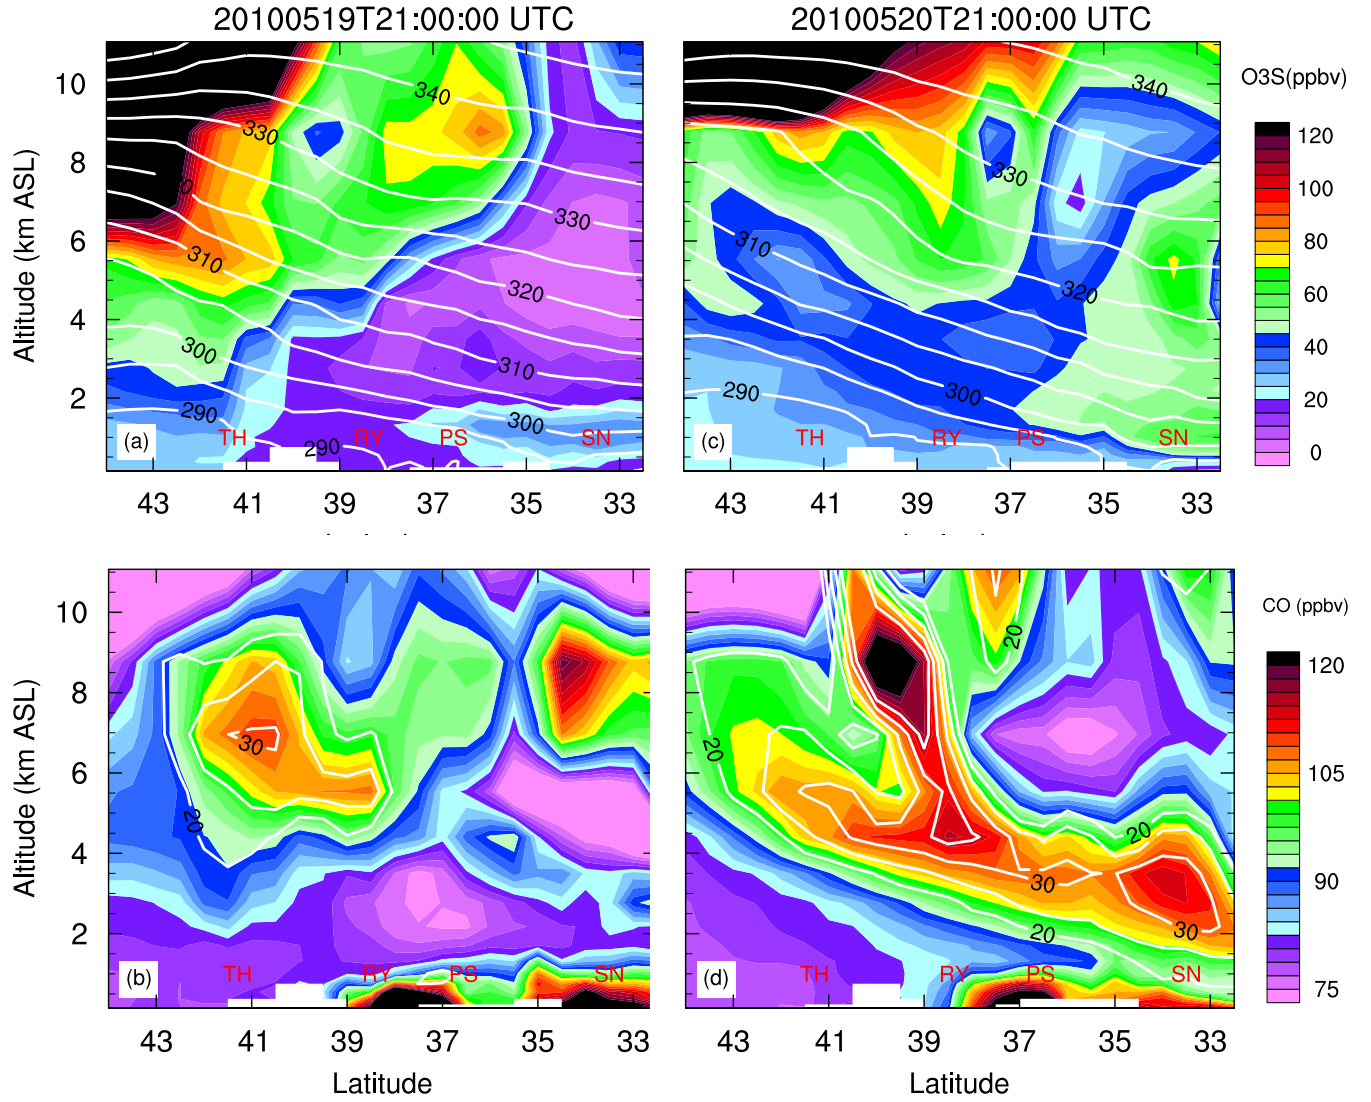 20100519T21:00:00 UTC
20100520T21:00:00 UTC
O3S(ppbv)
Altitude (km ASL)
10
8
6
4
2
340
330
0
310
330
320
300
310
290
300
290
(a)
TH
RY
PS
SN
43
41
39
37
35
33
340
330
310
320
300
290
(c)
TH
RY
PS
SN
43
41
39
37
35
33
120
100
80
60
40
20
0
CO (ppbv)
Altitude (km ASL)
10
8
6
4
2
30
20
(b)
TH
RY
PS
SN
43
41
39
37
35
33
Latitude
20
20
20
30
30
20
(d)
TH
RY
PS
SN
43
41
39
37
35
33
Latitude
120
105
90
75